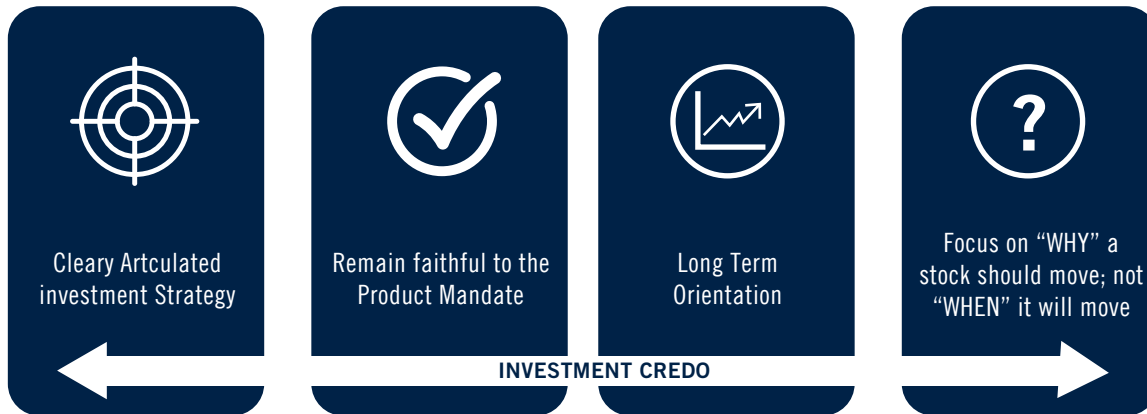 Cleary Artculated
investment Strategy
Remain faithful to the
Product Mandate
Long Term
Orientation
?
Focus on “WHY” a
stock should move; not
“WHEN” it will move
INVESTMENT CREDO